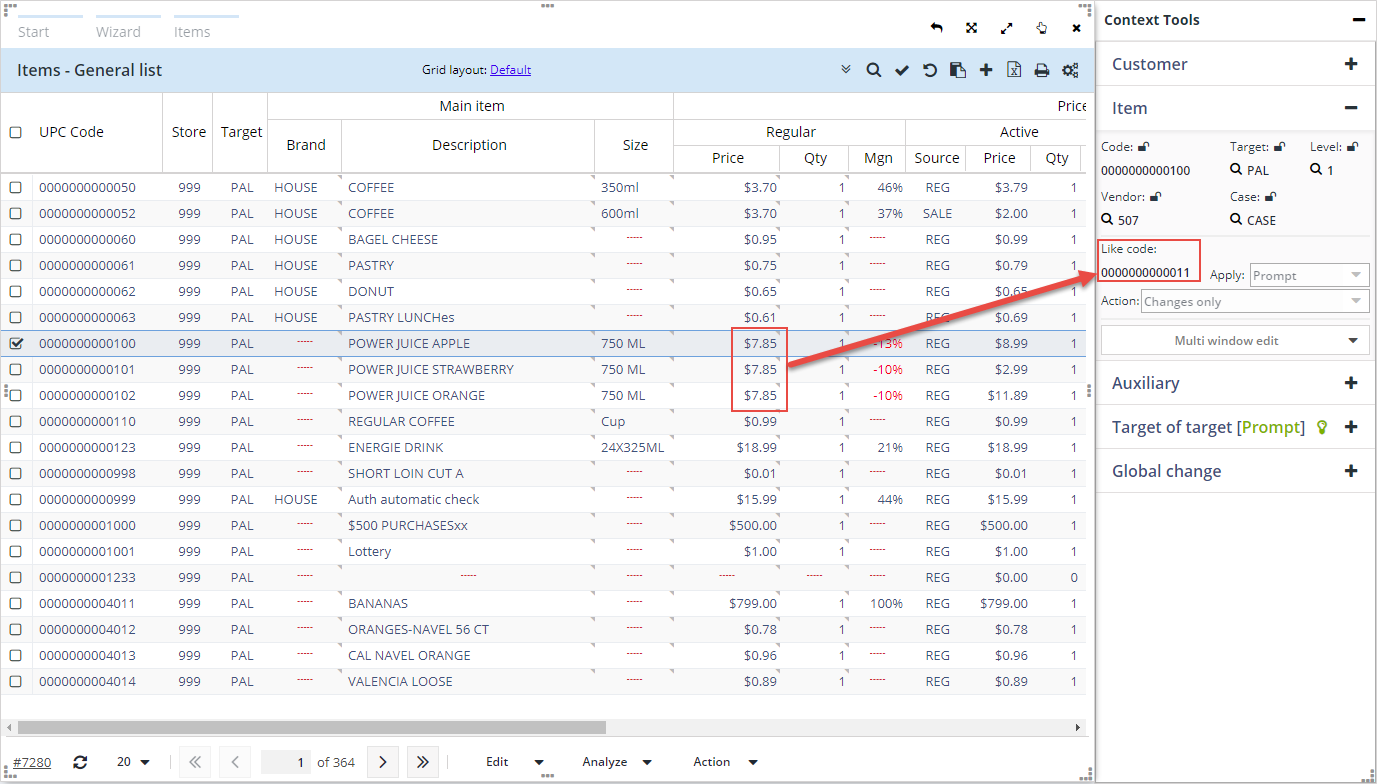 Start Wizard Items
Items - General list Grid layout: Default
Main item Price
UPC Code Store Target Regular Active
Brand Description Size
Price Qty Mgn Source Price Qty
0000000000050 999 PAL HOUSE COFFEE 350ml $3.70 1 46% REG $3.79 1
0000000000052 999 PAL HOUSE COFFEE 600ml $3.70 1 37% SALE $2.00 1
0000000000060 999 PAL HOUSE BAGEL CHEESE ----- $0.95 1 ----- REG $0.99 1
0000000000061 999 PAL HOUSE PASTRY ----- $0.75 1 ----- REG $0.79 1
0000000000062 999 PAL HOUSE DONUT ----- $0.65 1 ----- REG $0.65 1
0000000000063 999 PAL HOUSE PASTRY LUNCHes ----- $0.61 1 ----- REG $0.69 1
0000000000100 999 PAL ----- POWER JUICE APPLE 750 ML $7.85 1 -13% REG $8.99 1
0000000000101 999 PAL ----- POWER JUICE STRAWBERRY 750 ML $7.85 1 -10% REG $2.99 1
0000000000102 999 PAL ----- POWER JUICE ORANGE 750 ML $7.85 1 -10% REG $11.89 1
0000000000110 999 PAL ----- REGULAR COFFEE Cup $0.99 1 ----- REG $0.99 1
0000000000123 999 PAL ----- ENERGIE DRINK 24X325ML $18.99 1 21% REG $18.99 1
0000000000998 999 PAL ----- SHORT LOIN CUT A ----- $0.01 1 ----- REG $0.01 1
0000000000999 999 PAL HOUSE Auth automatic check ----- $15.99 1 44% REG $15.99 1
0000000001000 999 PAL ----- $500 PURCHASESxx ----- $500.00 1 ----- REG $500.00 1
0000000001001 999 PAL ----- Lottery ----- $1.00 1 ----- REG $1.00 1
0000000001233 999 PAL ----- ----- ----- ----- ----- ----- REG $0.00 0
0000000004011 999 PAL ----- BANANAS ----- $799.00 1 100% REG $799.00 1
0000000004012 999 PAL ----- ORANGES-NAVEL 56 CT ----- $0.78 1 ----- REG $0.78 1
0000000004013 999 PAL ----- CAL NAVEL ORANGE ----- $0.96 1 ----- REG $0.96 1
0000000004014 999 PAL ----- VALENCIA LOOSE ----- $0.89 1 ----- REG $0.89 1
#7280 20 1 of 364 Edit Analyze Action
Context Tools
Customer
Item
Code: Target: Level:
0000000000100 PAL 1
Vendor: Case:
507 CASE
Like code:
0000000000011 Apply: Prompt
Action: Changes only
Multi window edit
Auxiliary
Target of target [Prompt]
Global change